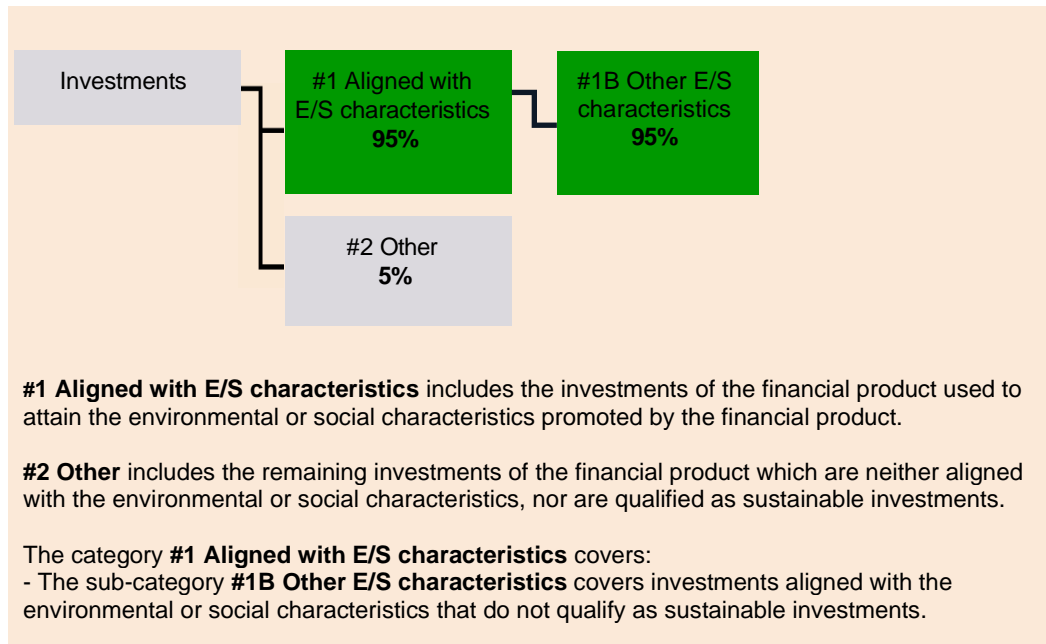 Investments
#1 Aligned with
E/S characteristics
95%
#1B Other E/S
characteristics
95%
#2 Other
5%
#1 Aligned with E/S characteristics includes the investments of the financial product used to
attain the environmental or social characteristics promoted by the financial product.
#2 Other includes the remaining investments of the financial product which are neither aligned
with the environmental or social characteristics, nor are qualified as sustainable investments.
The category #1 Aligned with E/S characteristics covers:
- The sub-category #1B Other E/S characteristics covers investments aligned with the
environmental or social characteristics that do not qualify as sustainable investments.